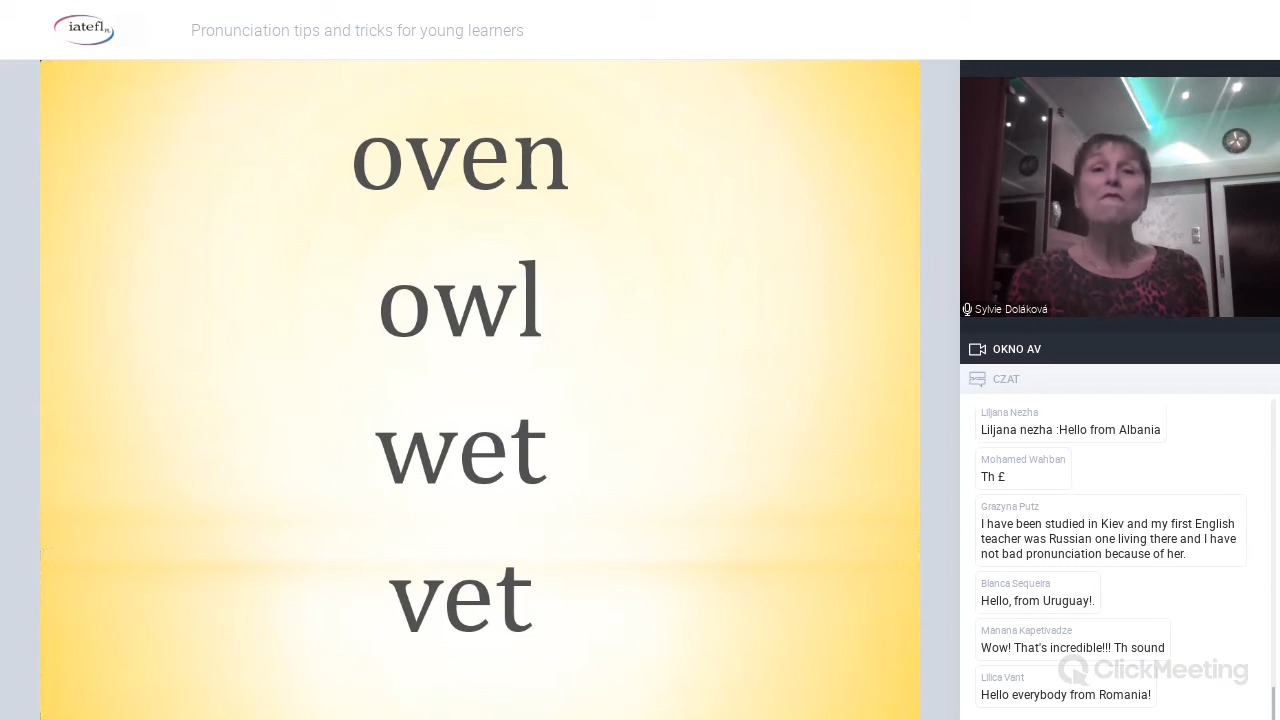 iatefl PL
Pronunciation tips and tricks for young learners
oven
owl
wet
vet
Sylvie Doláková
OKNO AV
CZAT
Liljana Nezha
Liljana nezha :Hello from Albania
Mohamed Wahban
Th £
Grazyna Putz
I have been studied in Kiev and my first English
teacher was Russian one living there and I have
not bad pronunciation because of her.
Blanca Sequeira
Hello, from Uruguay!.
Manana Kapetivadze
Wow! That's incredible!!! Th sound
ClickMeeting
Lilica Vant
Hello everybody from Romania!